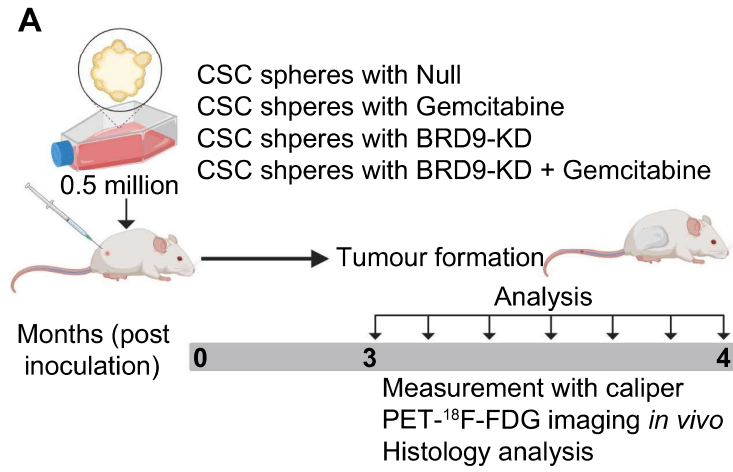 A
CSC spheres with Null
CSC shperes with Gemcitabine
CSC shperes with BRD9-KD
CSC shperes with BRD9-KD + Gemcitabine
0.5 million
Tumour formation
Analysis
Months (post
inoculation)
0
3
4
Measurement with caliper
PET-¹⁸F-FDG imaging in vivo
Histology analysis